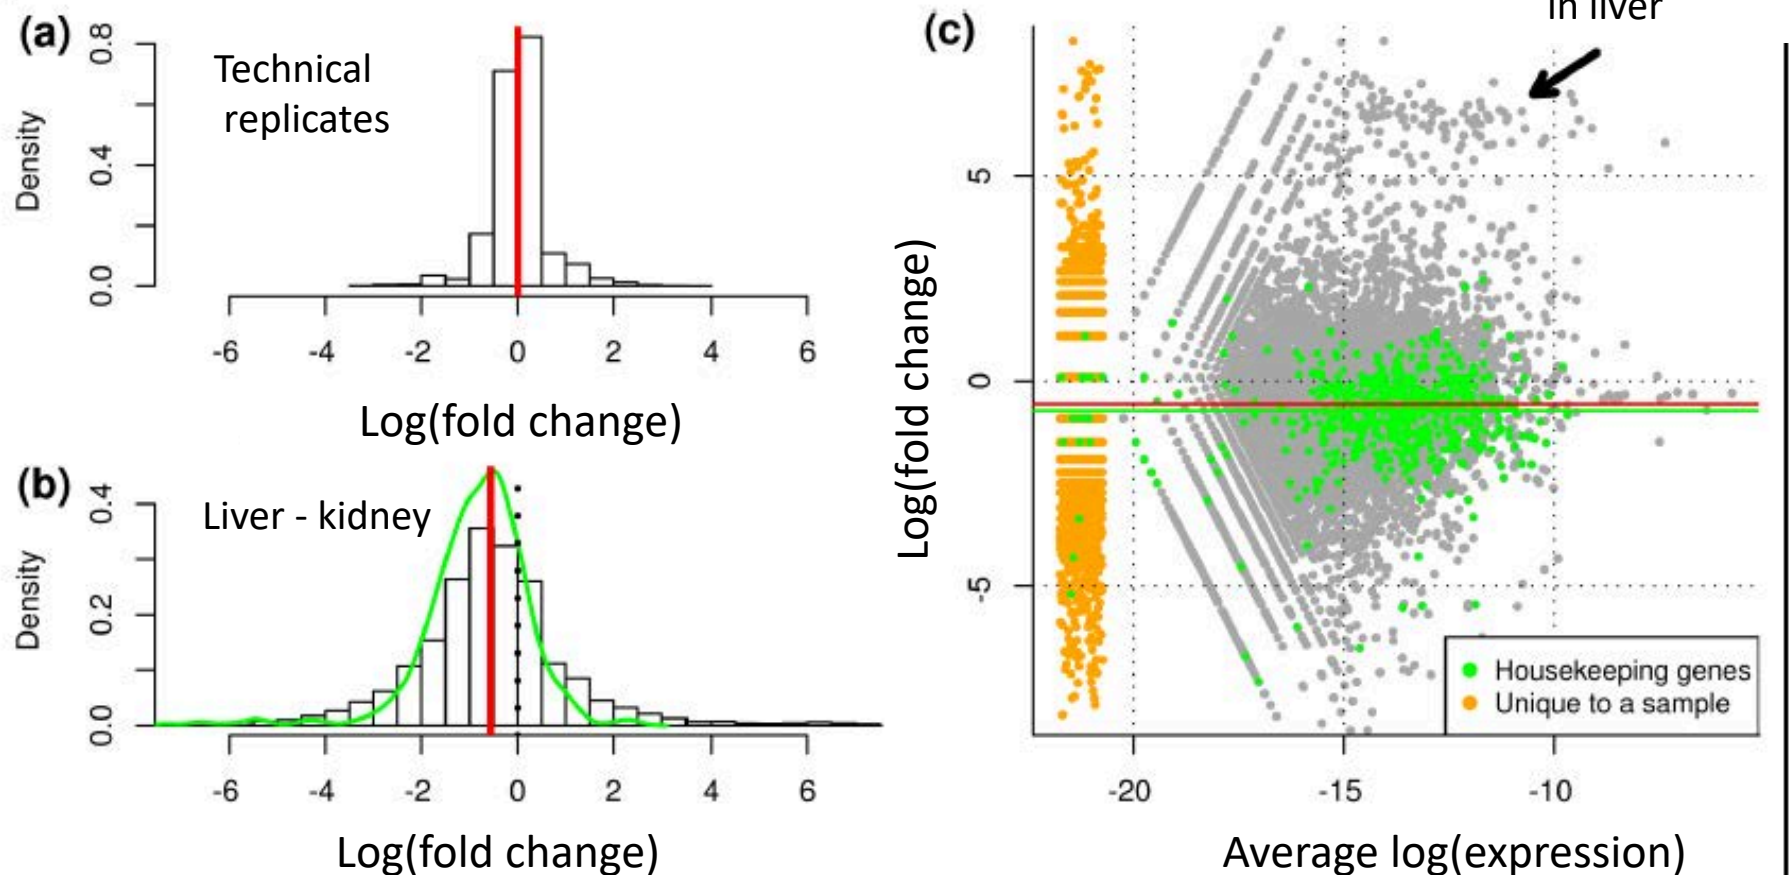 (a)
Technical
replicates
Density
0.0
0.4
0.8
-6 -4 -2 0 2 4 6
Log(fold change)
(b)
Liver - kidney
Density
0.0
0.2
0.4
-6 -4 -2 0 2 4 6
Log(fold change)
(c)
in liver
Log(fold change)
5
0
-5
Housekeeping genes
Unique to a sample
-20 -15 -10
Average log(expression)